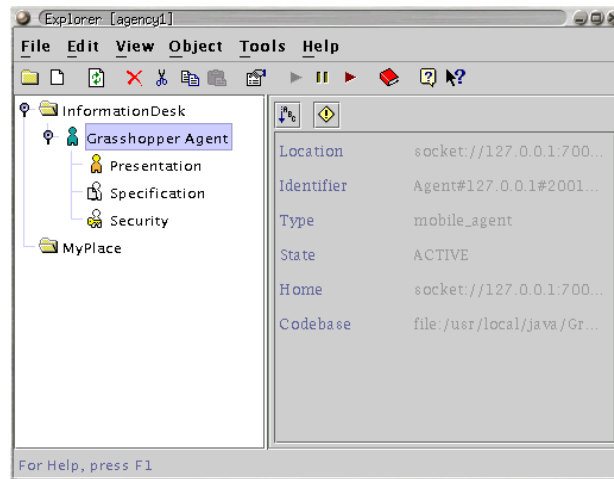 Explorer [agency1]
File Edit View Object Tools Help
InformationDesk
Grasshopper Agent
Presentation
Specification
Security
MyPlace
Location socket://127.0.0.1:700...
Identifier Agent#127.0.0.1#2001...
Type mobile_agent
State ACTIVE
Home socket://127.0.0.1:700...
Codebase file:/usr/local/java/Gr...
For Help, press F1